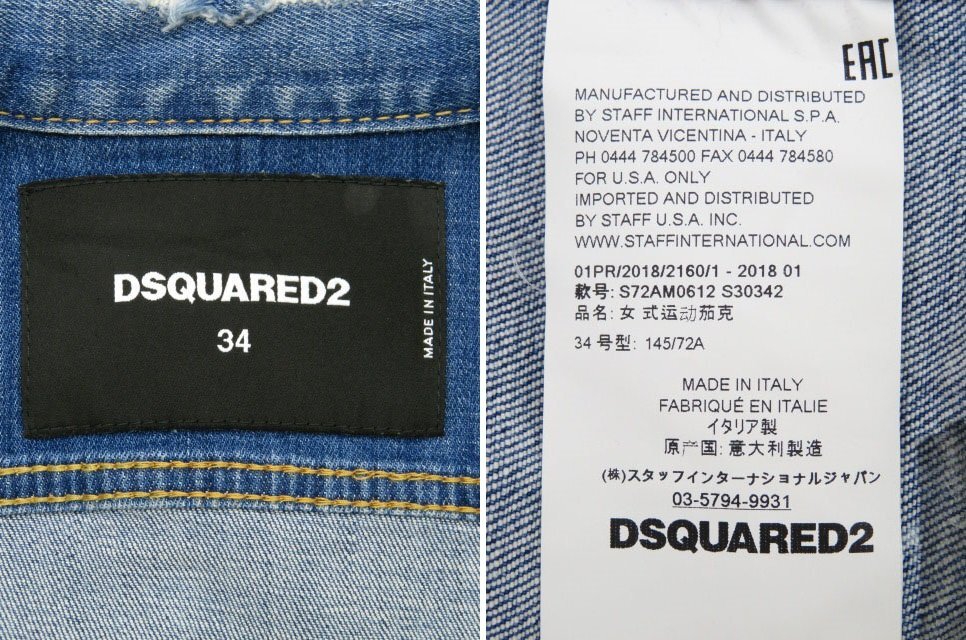 DSQUARED2
34
MADE IN ITALY
EAC
MANUFACTURED AND DISTRIBUTED
BY STAFF INTERNATIONAL S.P.A.
NOVENTA VICENTINA - ITALY
PH 0444 784500 FAX 0444 784580
FOR U.S.A. ONLY
IMPORTED AND DISTRIBUTED
BY STAFF U.S.A. INC.
WWW.STAFFINTERNATIONAL.COM
01PR/2018/2160/1 - 2018 01
款号: S72AM0612 S30342
品名: 女 式运动茄克
34 号型: 145/72A
MADE IN ITALY
FABRIQUÉ EN ITALIE
イタリア製
原产国: 意大利製造
(株)スタッフインターナショナルジャパン
03-5794-9931
DSQUARED2